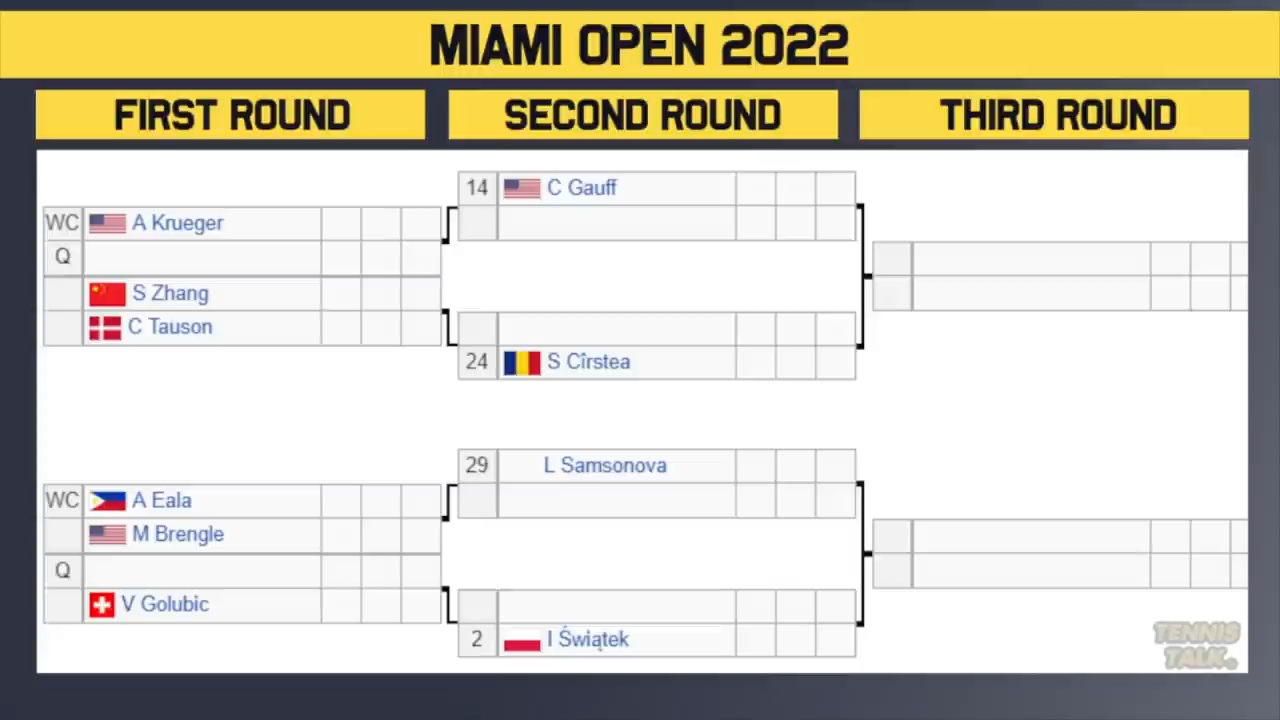 MIAMI OPEN 2022
FIRST ROUND
SECOND ROUND
THIRD ROUND
14 C Gauff
WC A Krueger
Q
S Zhang
C Tauson
24 S Cîrstea
29 L Samsonova
WC A Eala
M Brengle
Q
V Golubic
2 I Świątek
TENNIS
TALK